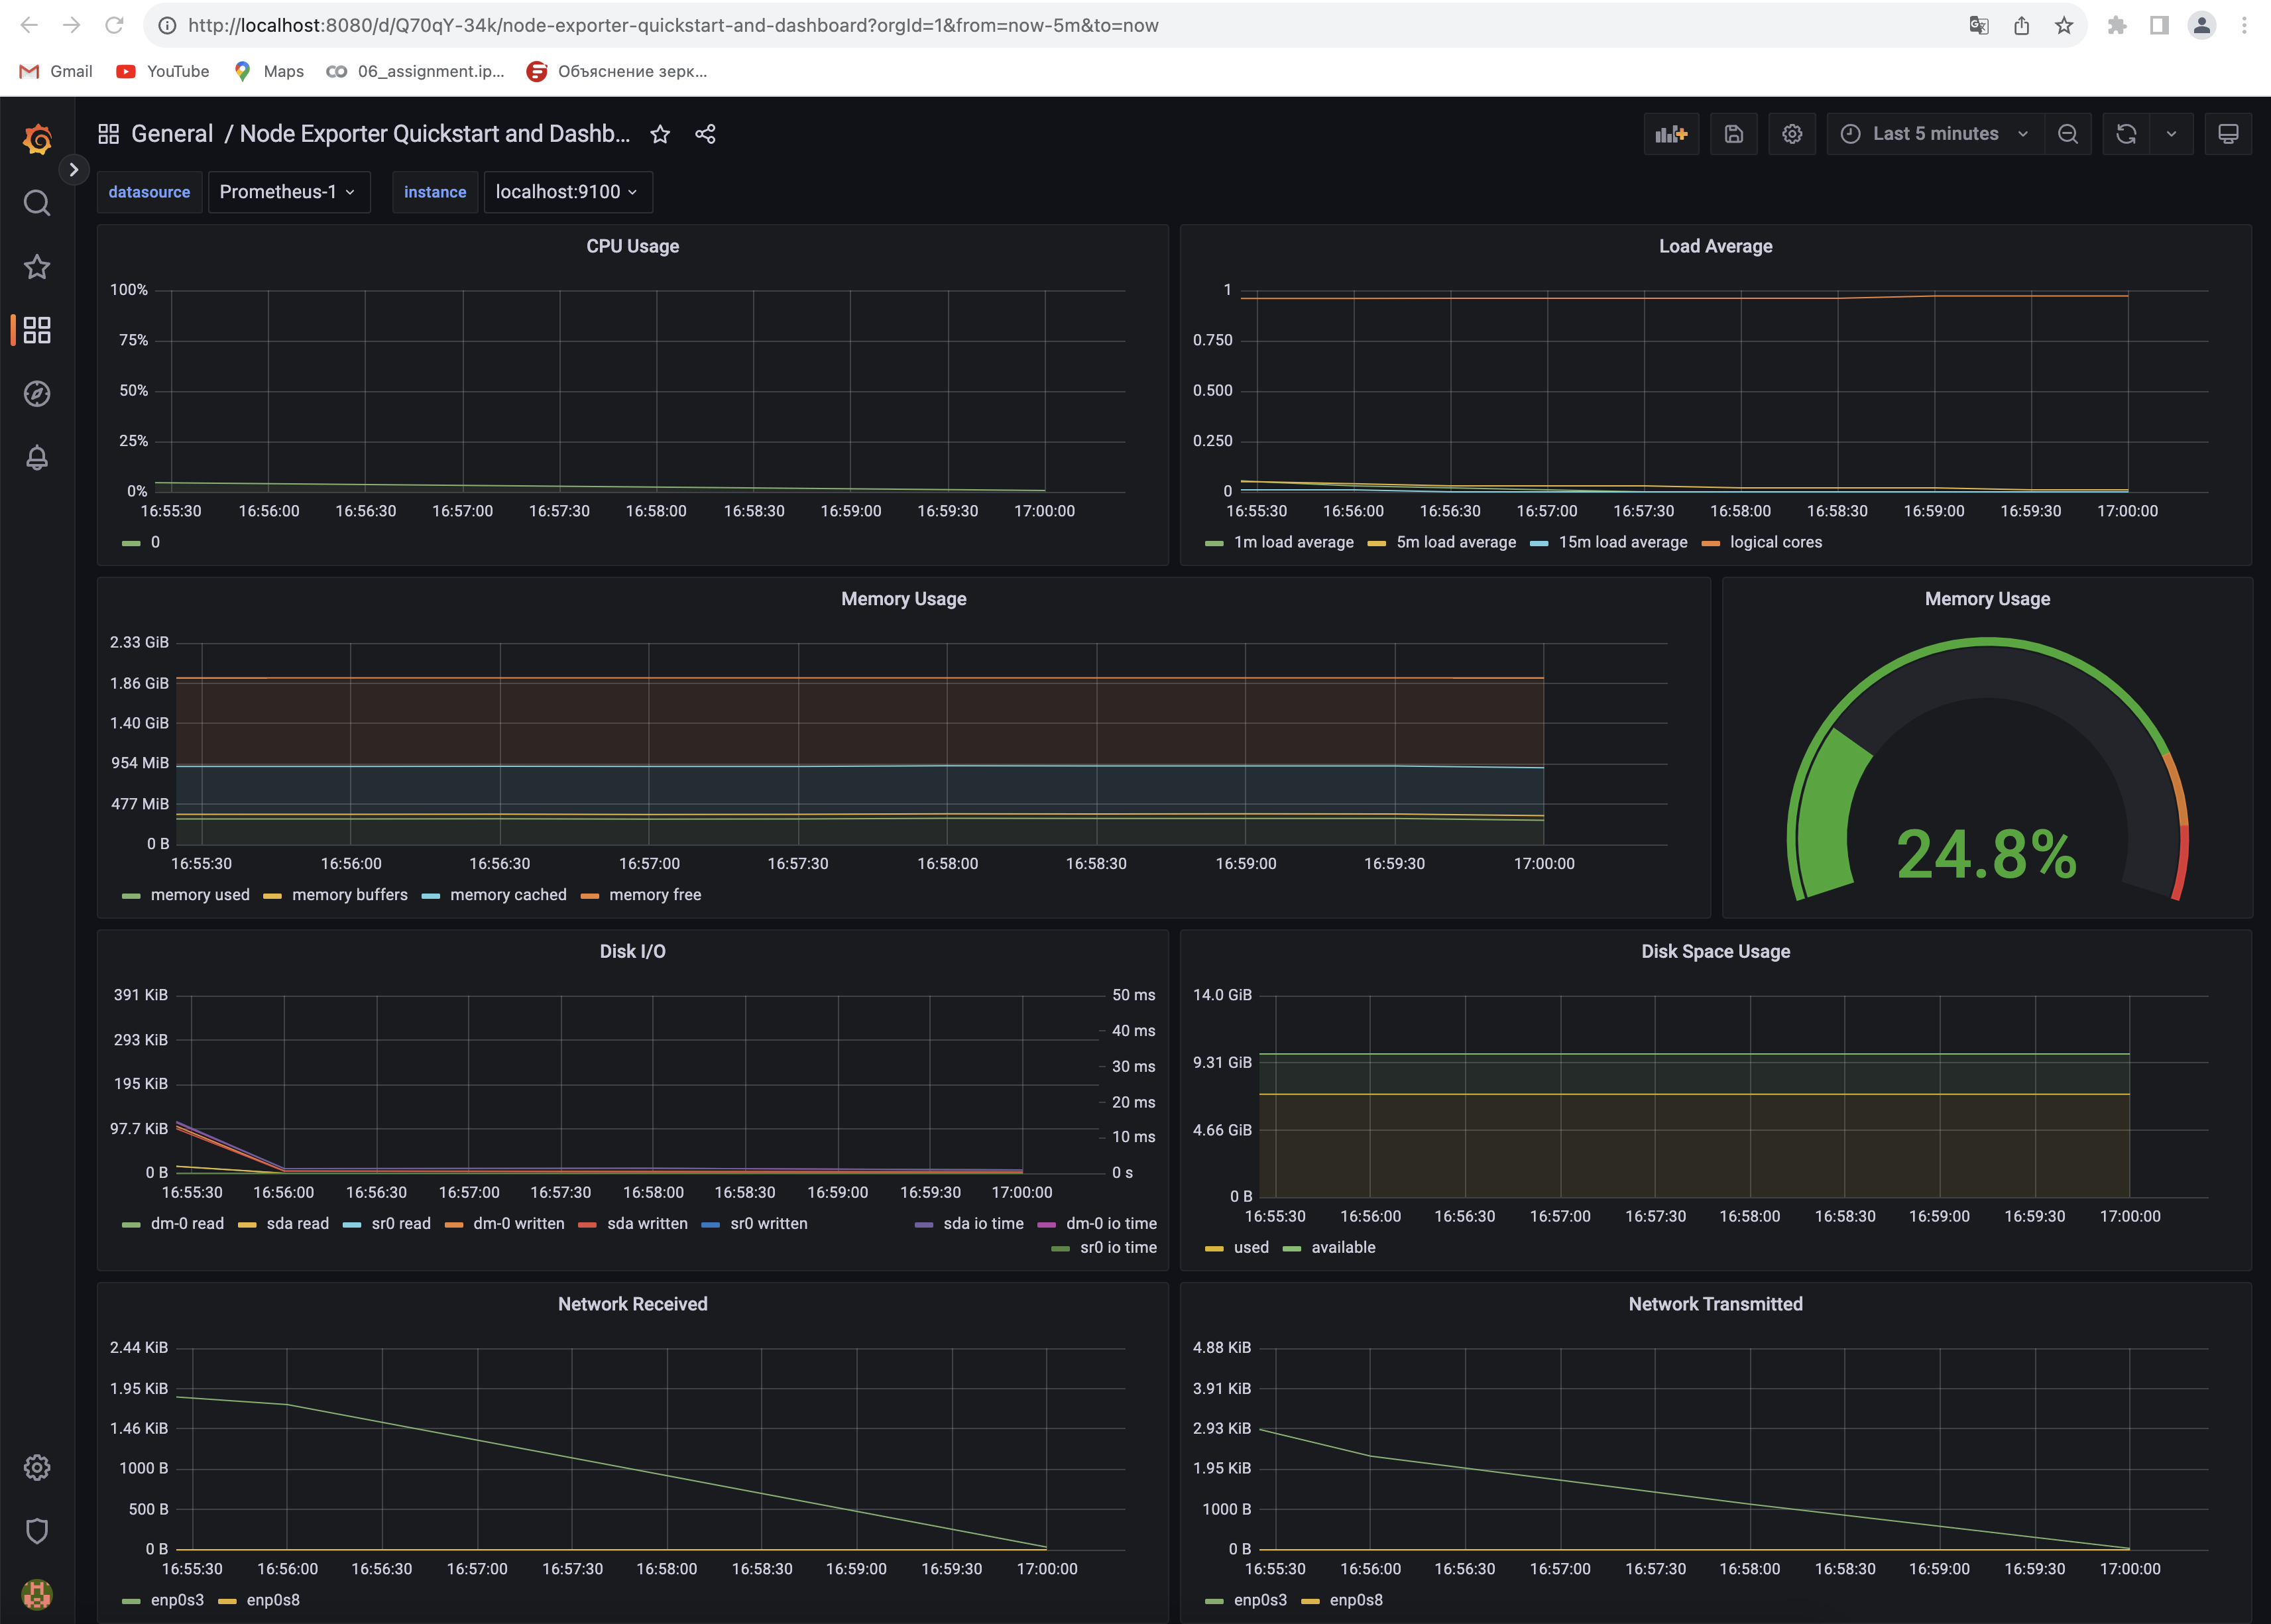 http://localhost:8080/d/Q70qY-34k/node-exporter-quickstart-and-dashboard?orgId=1&from=now-5m&to=now
Gmail YouTube Maps 06_assignment.ip... Объяснение зерк...
General / Node Exporter Quickstart and Dashb... Last 5 minutes
datasource Prometheus-1 instance localhost:9100
CPU Usage
100%
75%
50%
25%
0%
16:55:30 16:56:00 16:56:30 16:57:00 16:57:30 16:58:00 16:58:30 16:59:00 16:59:30 17:00:00
0
Load Average
1
0.750
0.500
0.250
0
16:55:30 16:56:00 16:56:30 16:57:00 16:57:30 16:58:00 16:58:30 16:59:00 16:59:30 17:00:00
1m load average 5m load average 15m load average logical cores
Memory Usage
2.33 GiB
1.86 GiB
1.40 GiB
954 MiB
477 MiB
0 B
16:55:30 16:56:00 16:56:30 16:57:00 16:57:30 16:58:00 16:58:30 16:59:00 16:59:30 17:00:00
memory used memory buffers memory cached memory free
Memory Usage
24.8%
Disk I/O
391 KiB 50 ms
40 ms
293 KiB
30 ms
195 KiB
20 ms
97.7 KiB
10 ms
0 B 0 s
16:55:30 16:56:00 16:56:30 16:57:00 16:57:30 16:58:00 16:58:30 16:59:00 16:59:30 17:00:00
dm-0 read sda read sr0 read dm-0 written sda written sr0 written sda io time dm-0 io time
sr0 io time
Disk Space Usage
14.0 GiB
9.31 GiB
4.66 GiB
0 B
16:55:30 16:56:00 16:56:30 16:57:00 16:57:30 16:58:00 16:58:30 16:59:00 16:59:30 17:00:00
used available
Network Received
2.44 KiB
1.95 KiB
1.46 KiB
1000 B
500 B
0 B
16:55:30 16:56:00 16:56:30 16:57:00 16:57:30 16:58:00 16:58:30 16:59:00 16:59:30 17:00:00
enp0s3 enp0s8
Network Transmitted
4.88 KiB
3.91 KiB
2.93 KiB
1.95 KiB
1000 B
0 B
16:55:30 16:56:00 16:56:30 16:57:00 16:57:30 16:58:00 16:58:30 16:59:00 16:59:30 17:00:00
enp0s3 enp0s8